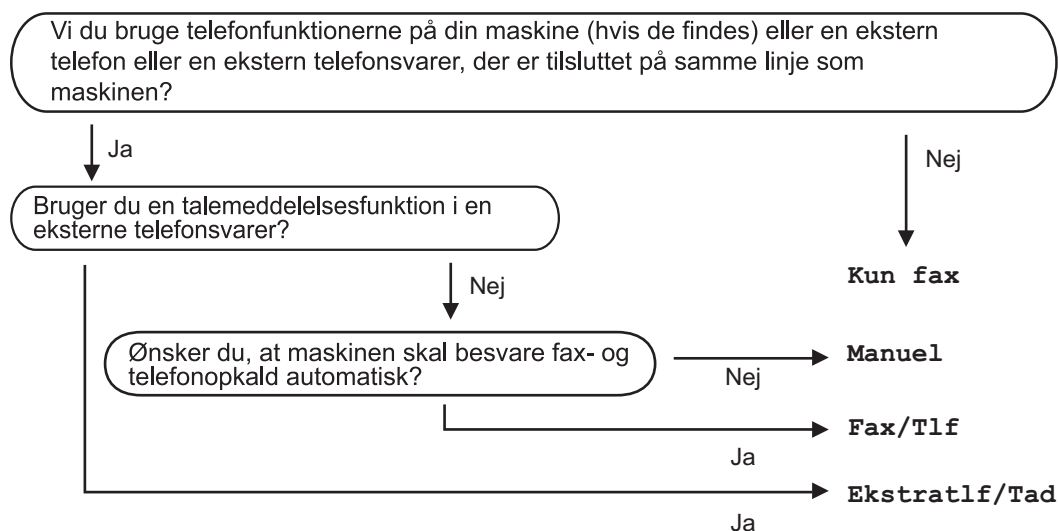 Vi du bruge telefonfunktionerne på din maskine (hvis de findes) eller en ekstern
telefon eller en ekstern telefonsvarer, der er tilsluttet på samme linje som
maskinen?
Ja
Nej
Bruger du en talemeddelelsesfunktion i en
eksterne telefonsvarer?
Nej
Kun fax
Ønsker du, at maskinen skal besvare fax- og
telefonopkald automatisk?
Nej
Manuel
Ja
Fax/Tlf
Ja
Ekstratlf/Tad